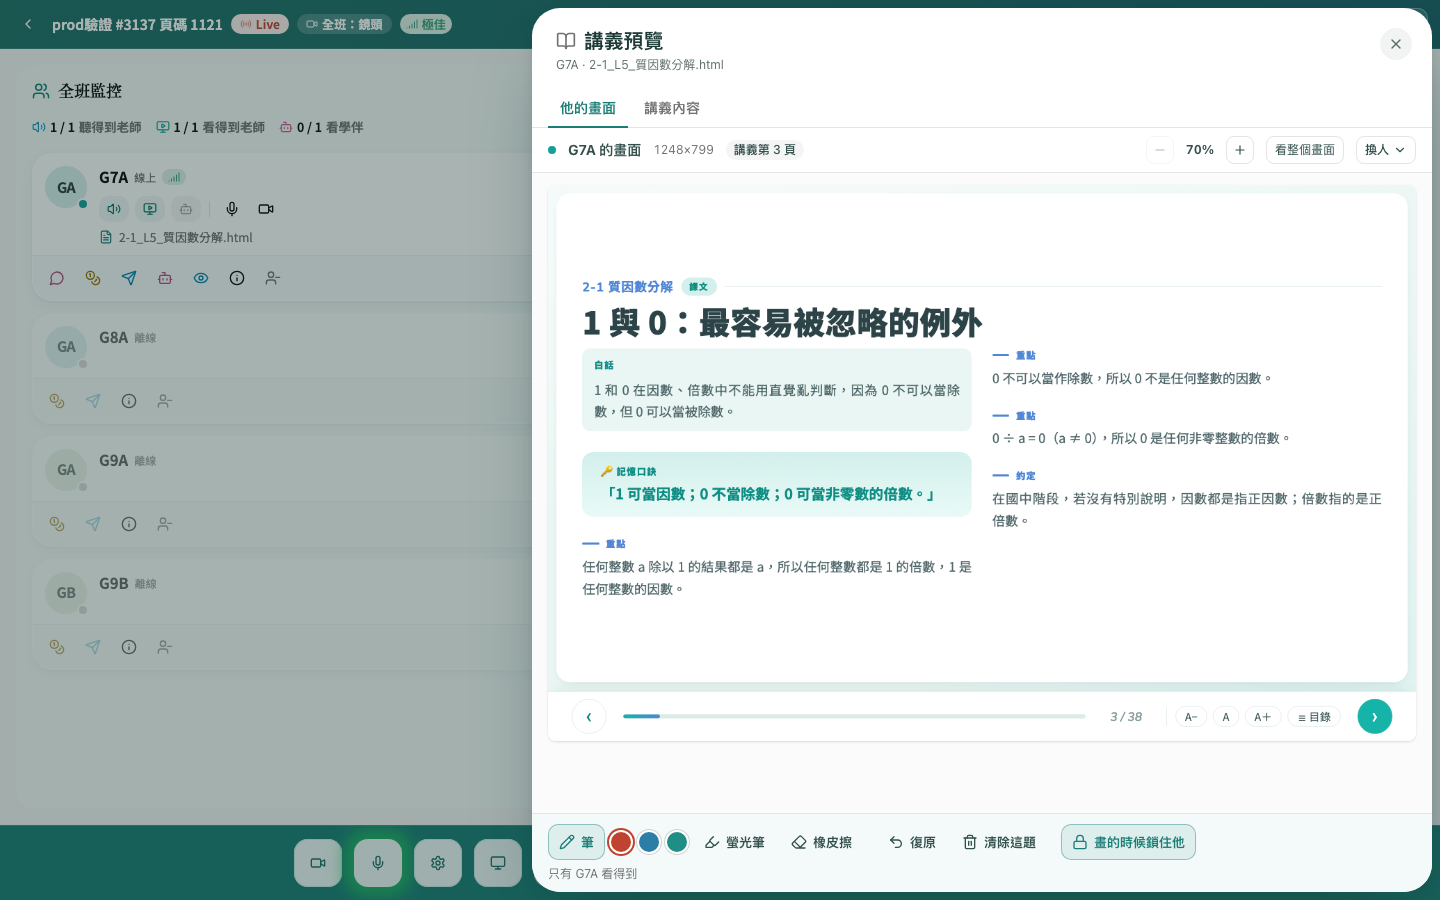 prod驗證 #3137 頁碼 1121
Live
全班：鏡頭
極佳
全班監控
1 / 1 聽得到老師
1 / 1 看得到老師
0 / 1 看學伴
GA
G7A 線上
2-1_L5_質因數分解.html
GA
G8A 離線
GA
G9A 離線
GB
G9B 離線
講義預覽
G7A · 2-1_L5_質因數分解.html
他的畫面
講義內容
G7A 的畫面
1248×799
講義第 3 頁
70%
看整個畫面
換人
2-1 質因數分解
課文
1 與 0：最容易被忽略的例外
白話
1 和 0 在因數、倍數中不能用直覺亂判斷，因為 0 不可以當除
數，但 0 可以當被除數。
🔑 記憶口訣
「1 可當因數；0 不當除數；0 可當非零數的倍數。」
重點
任何整數 a 除以 1 的結果都是 a，所以任何整數都是 1 的倍數，1 是
任何整數的因數。
重點
0 不可以當作除數，所以 0 不是任何整數的因數。
重點
0 ÷ a = 0（a ≠ 0），所以 0 是任何非零整數的倍數。
約定
在國中階段，若沒有特別說明，因數都是指正因數；倍數指的是正
倍數。
3 / 38
A−
A
A＋
≡ 目錄
筆
螢光筆
橡皮擦
復原
清除這題
畫的時候鎖住他
只有 G7A 看得到